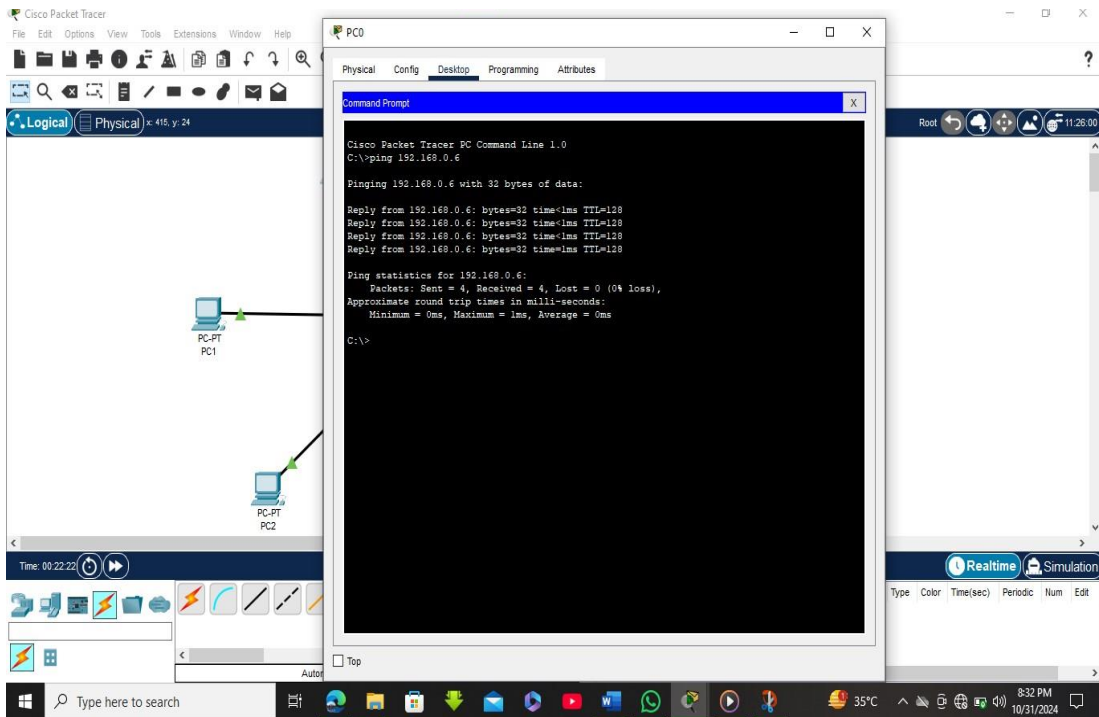 Cisco Packet Tracer
File Edit Options View Tools Extensions Window Help
?
Logical Physical x: 415, y: 24
Root 11:26:00
PC-PT
PC1
PC-PT
PC2
PC0
Physical Config Desktop Programming Attributes
Command Prompt X
Cisco Packet Tracer PC Command Line 1.0
C:\>ping 192.168.0.6
Pinging 192.168.0.6 with 32 bytes of data:
Reply from 192.168.0.6: bytes=32 time<1ms TTL=128
Reply from 192.168.0.6: bytes=32 time<1ms TTL=128
Reply from 192.168.0.6: bytes=32 time<1ms TTL=128
Reply from 192.168.0.6: bytes=32 time=1ms TTL=128
Ping statistics for 192.168.0.6:
Packets: Sent = 4, Received = 4, Lost = 0 (0% loss),
Approximate round trip times in milli-seconds:
Minimum = 0ms, Maximum = 1ms, Average = 0ms
C:\>
Top
Time: 00:22:22
Realtime Simulation
Type Color Time(sec) Periodic Num Edit
Autor
Type here to search
35°C
8:32 PM
10/31/2024